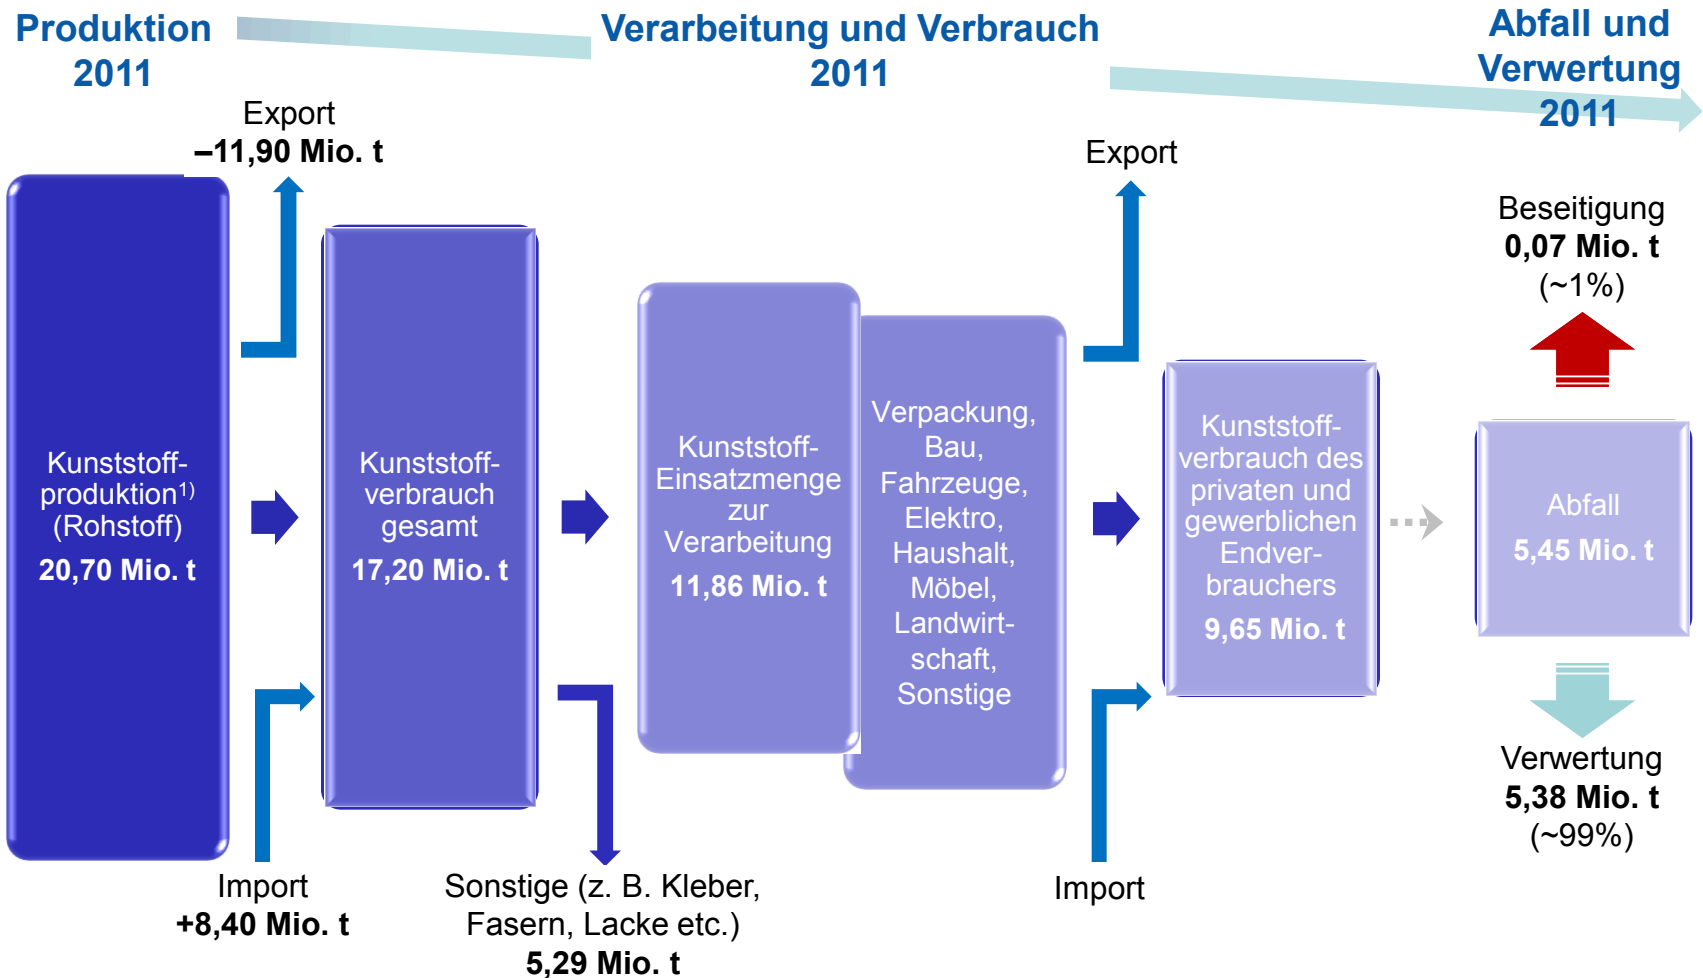 Produktion
2011
Verarbeitung und Verbrauch
2011
Abfall und
Verwertung
2011
Export
–11,90 Mio. t
Kunststoff-
produktion¹⁾
(Rohstoff)
20,70 Mio. t
Import
+8,40 Mio. t
Kunststoff-
verbrauch
gesamt
17,20 Mio. t
Sonstige (z. B. Kleber,
Fasern, Lacke etc.)
5,29 Mio. t
Kunststoff-
Einsatzmenge
zur
Verarbeitung
11,86 Mio. t
Verpackung,
Bau,
Fahrzeuge,
Elektro,
Haushalt,
Möbel,
Landwirt-
schaft,
Sonstige
Export
Import
Kunststoff-
verbrauch des
privaten und
gewerblichen
Endver-
brauchers
9,65 Mio. t
Beseitigung
0,07 Mio. t
(~1%)
Abfall
5,45 Mio. t
Verwertung
5,38 Mio. t
(~99%)